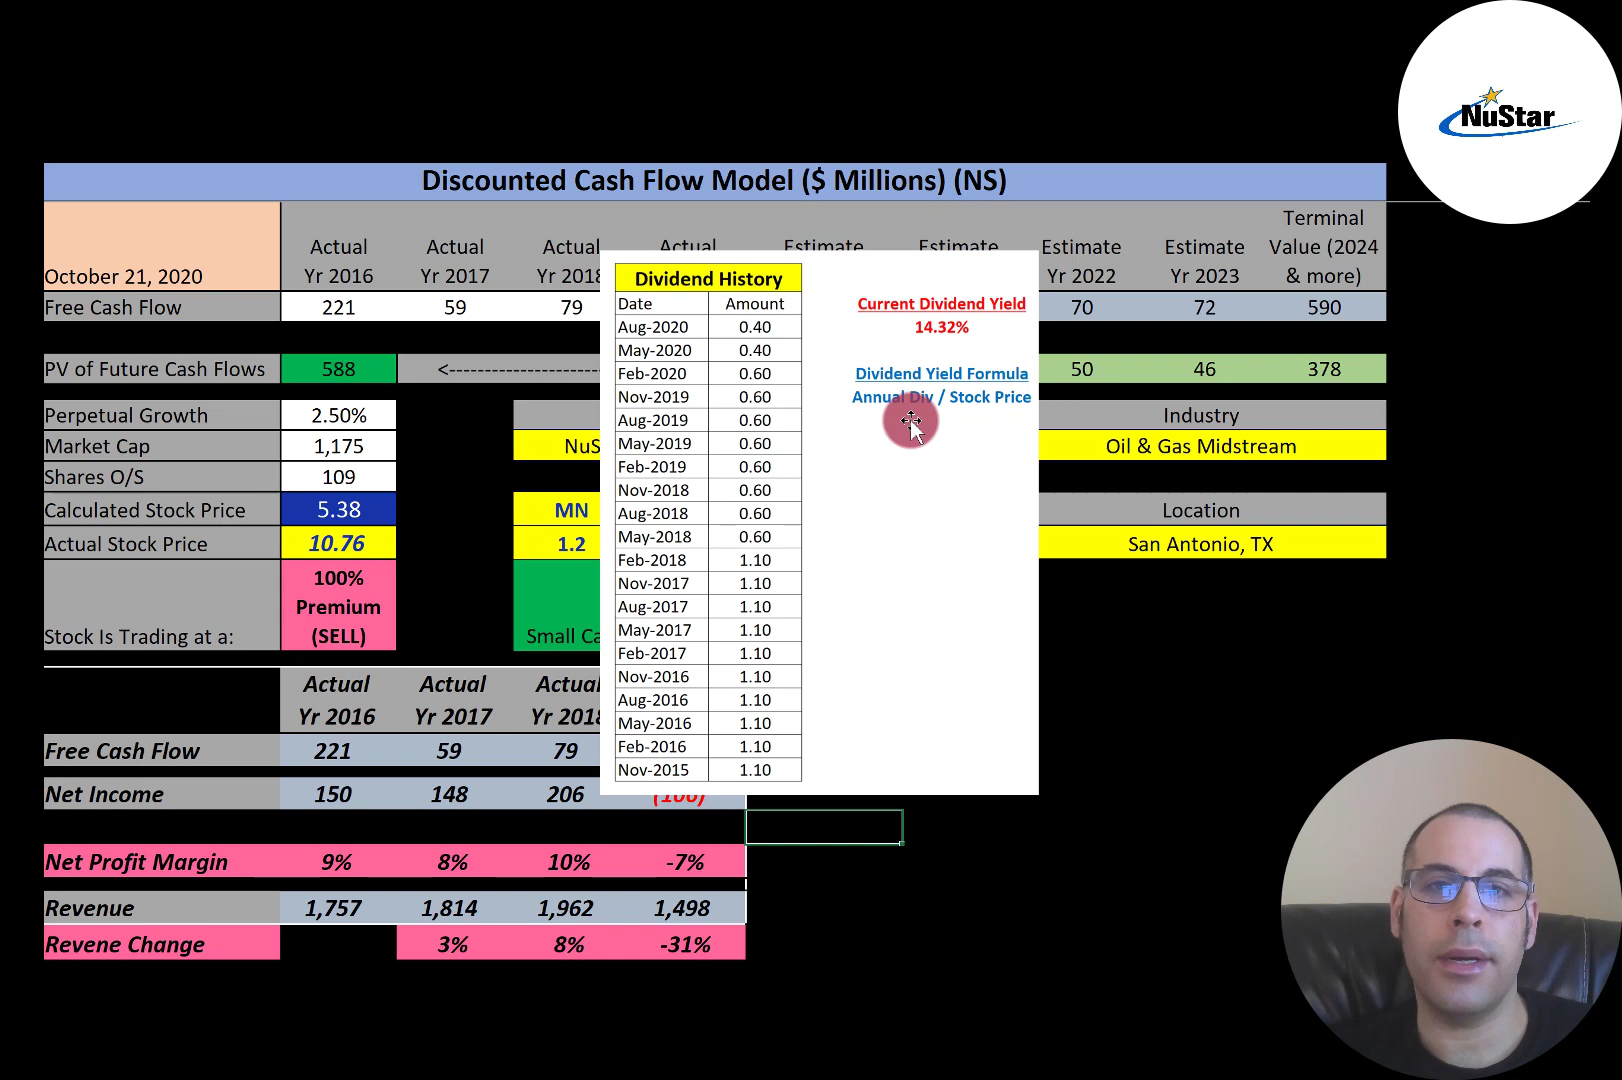 NuStar
Discounted Cash Flow Model ($ Millions) (NS)
October 21, 2020
Actual Yr 2016
Actual Yr 2017
Actual Yr 2018
Actual
Estimate
Estimate
Estimate Yr 2022
Estimate Yr 2023
Terminal Value (2024 & more)
Free Cash Flow 221 59 79 70 72 590
PV of Future Cash Flows 588 <---------------------- 50 46 378
Perpetual Growth 2.50% Industry
Market Cap 1,175 NuS Oil & Gas Midstream
Shares O/S 109
Calculated Stock Price 5.38 MN Location
Actual Stock Price 10.76 1.2 San Antonio, TX
Stock Is Trading at a: 100% Premium (SELL) Small Ca
Dividend History
Date Amount
Aug-2020 0.40
May-2020 0.40
Feb-2020 0.60
Nov-2019 0.60
Aug-2019 0.60
May-2019 0.60
Feb-2019 0.60
Nov-2018 0.60
Aug-2018 0.60
May-2018 0.60
Feb-2018 1.10
Nov-2017 1.10
Aug-2017 1.10
May-2017 1.10
Feb-2017 1.10
Nov-2016 1.10
Aug-2016 1.10
May-2016 1.10
Feb-2016 1.10
Nov-2015 1.10
Current Dividend Yield
14.32%
Dividend Yield Formula
Annual Div / Stock Price
Actual Yr 2016
Actual Yr 2017
Actual Yr 2018
Free Cash Flow 221 59 79
Net Income 150 148 206
Net Profit Margin 9% 8% 10% -7%
Revenue 1,757 1,814 1,962 1,498
Revene Change 3% 8% -31%